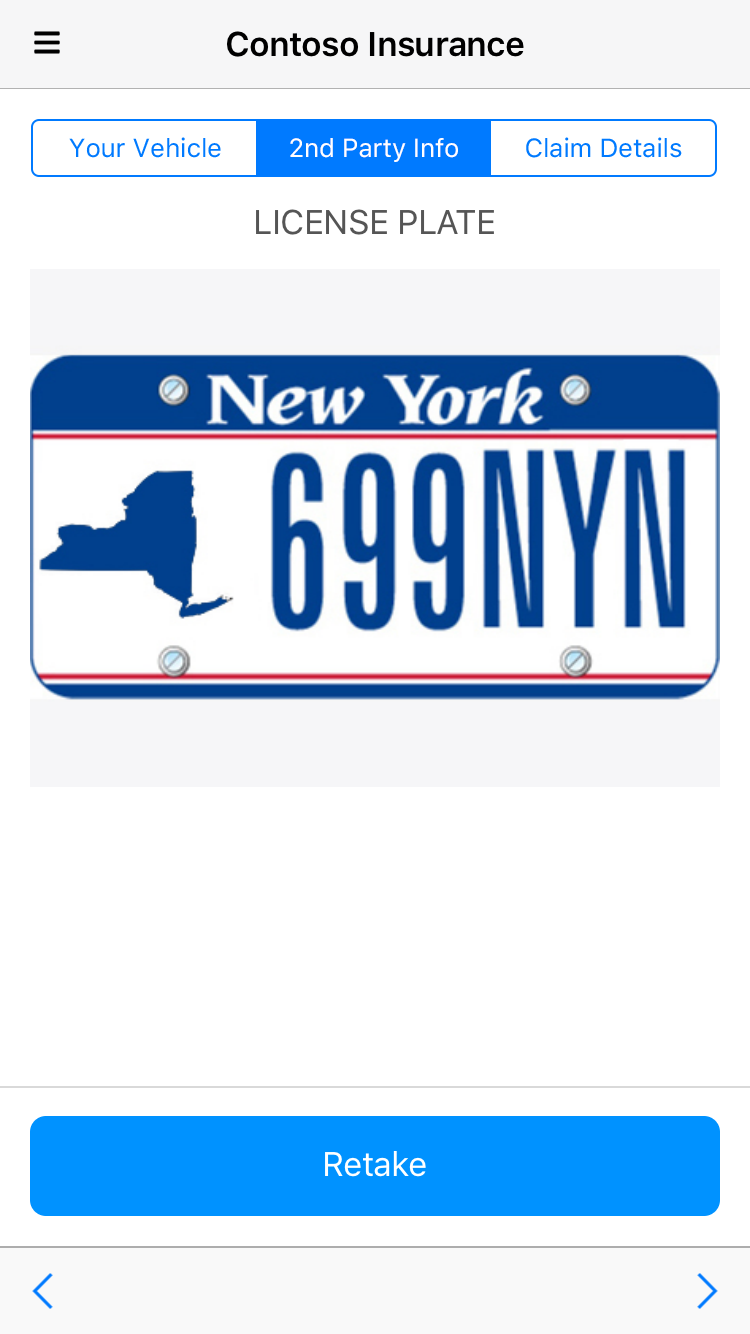 Contoso Insurance
Your Vehicle 2nd Party Info Claim Details
LICENSE PLATE
New York
699NYN
Retake